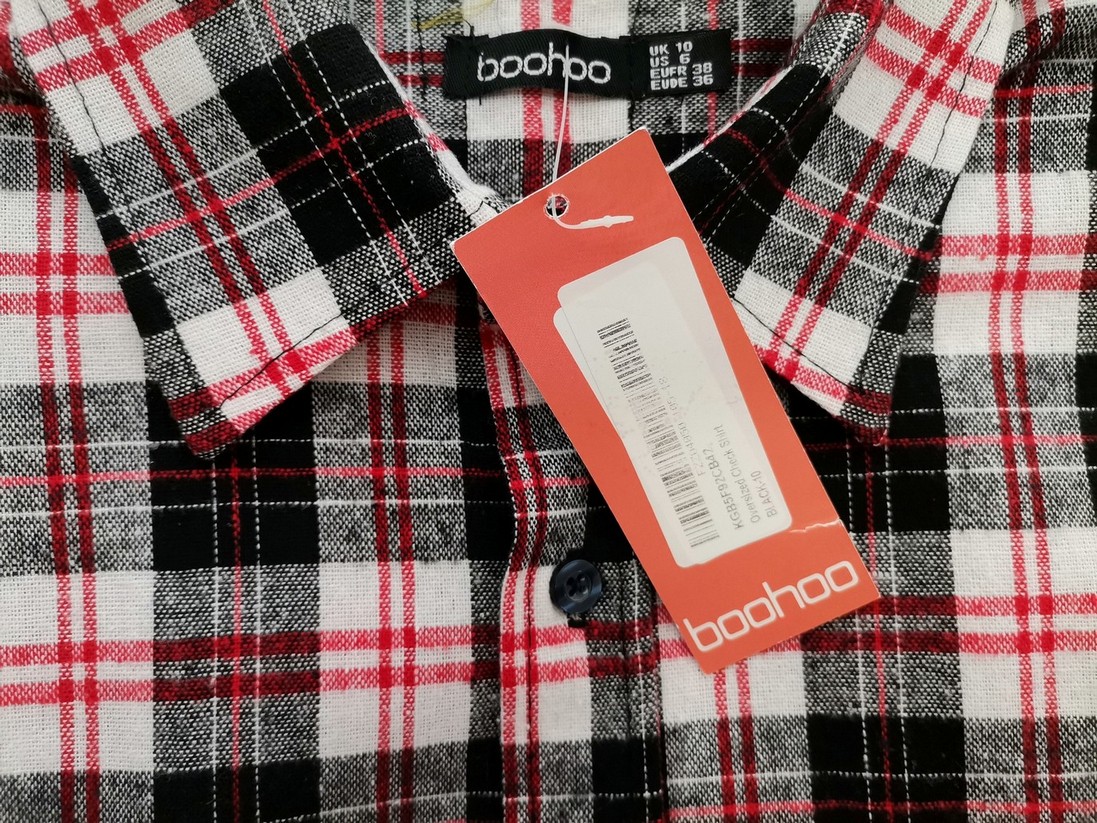 boohoo
UK 10
US 6
EUFR 38
EUDE 36
Oversized Check Shirt
BLACK-10
boohoo